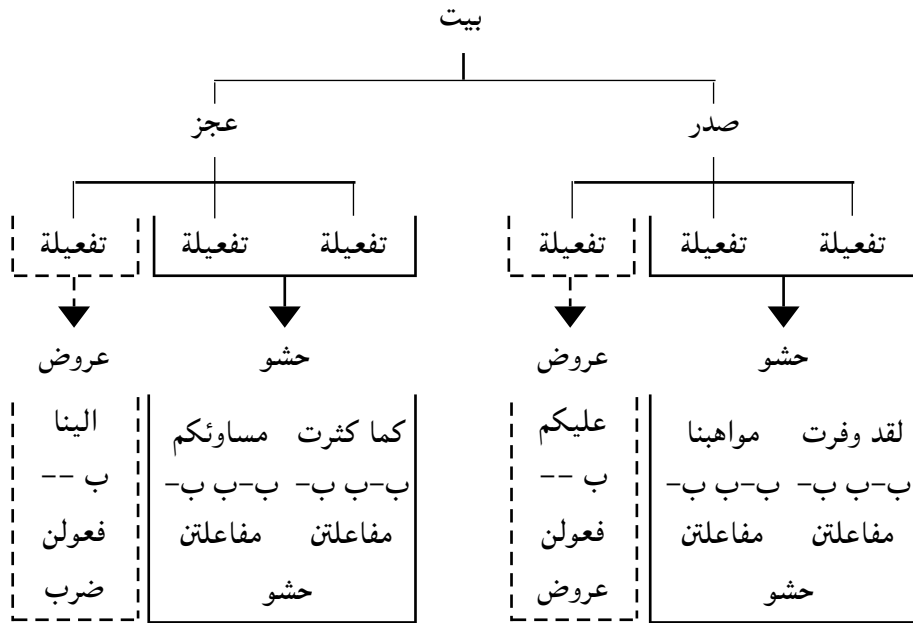 بيت
صدر عجز
تفعيلة تفعيلة تفعيلة تفعيلة تفعيلة تفعيلة
حشو عروض حشو عروض
لقد وفرت مواهبنا عليكم كما كثرت مساوئكم الينا
ب-ب ب- ب-ب ب- ب -- ب-ب ب- ب-ب ب- ب --
مفاعلتن مفاعلتن فعولن مفاعلتن مفاعلتن فعولن
حشو عروض حشو ضرب